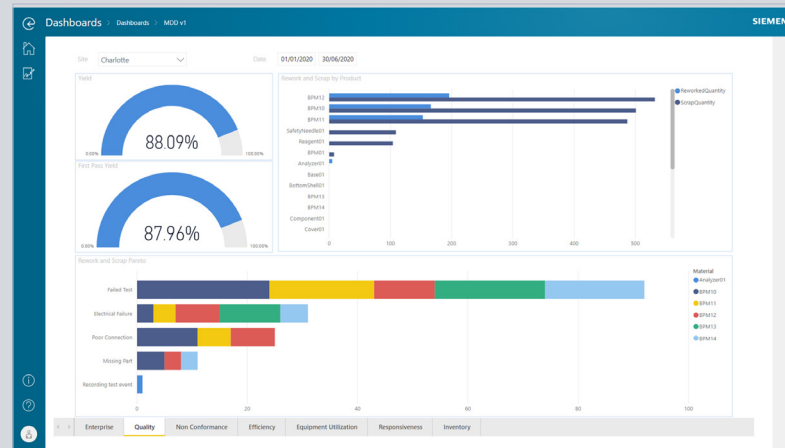 Dashboards > Dashboards > MDD v1
SIEMEN
Site Charlotte Date 01/01/2020 30/06/2020
Yield
88.09%
0.00% 100.00%
First Pass Yield
87.96%
0.00% 100.00%
Rework and Scrap by Product
BPM12
BPM10
BPM11
SafetyNeedle01
Reagent01
BPM01
Analyzer01
Base01
BottomShell01
BPM13
BPM14
Component01
Cover01
0 100 200 300 400 500
ReworkedQuantity
ScrapQuantity
Rework and Scrap Pareto
Failed Test
Electrical Failure
Poor Connection
Missing Part
Recording test event
0 20 40 60 80 100
Material
Analyzer01
BPM10
BPM11
BPM12
BPM13
BPM14
Enterprise Quality Non Conformance Efficiency Equipment Utilization Responsiveness Inventory